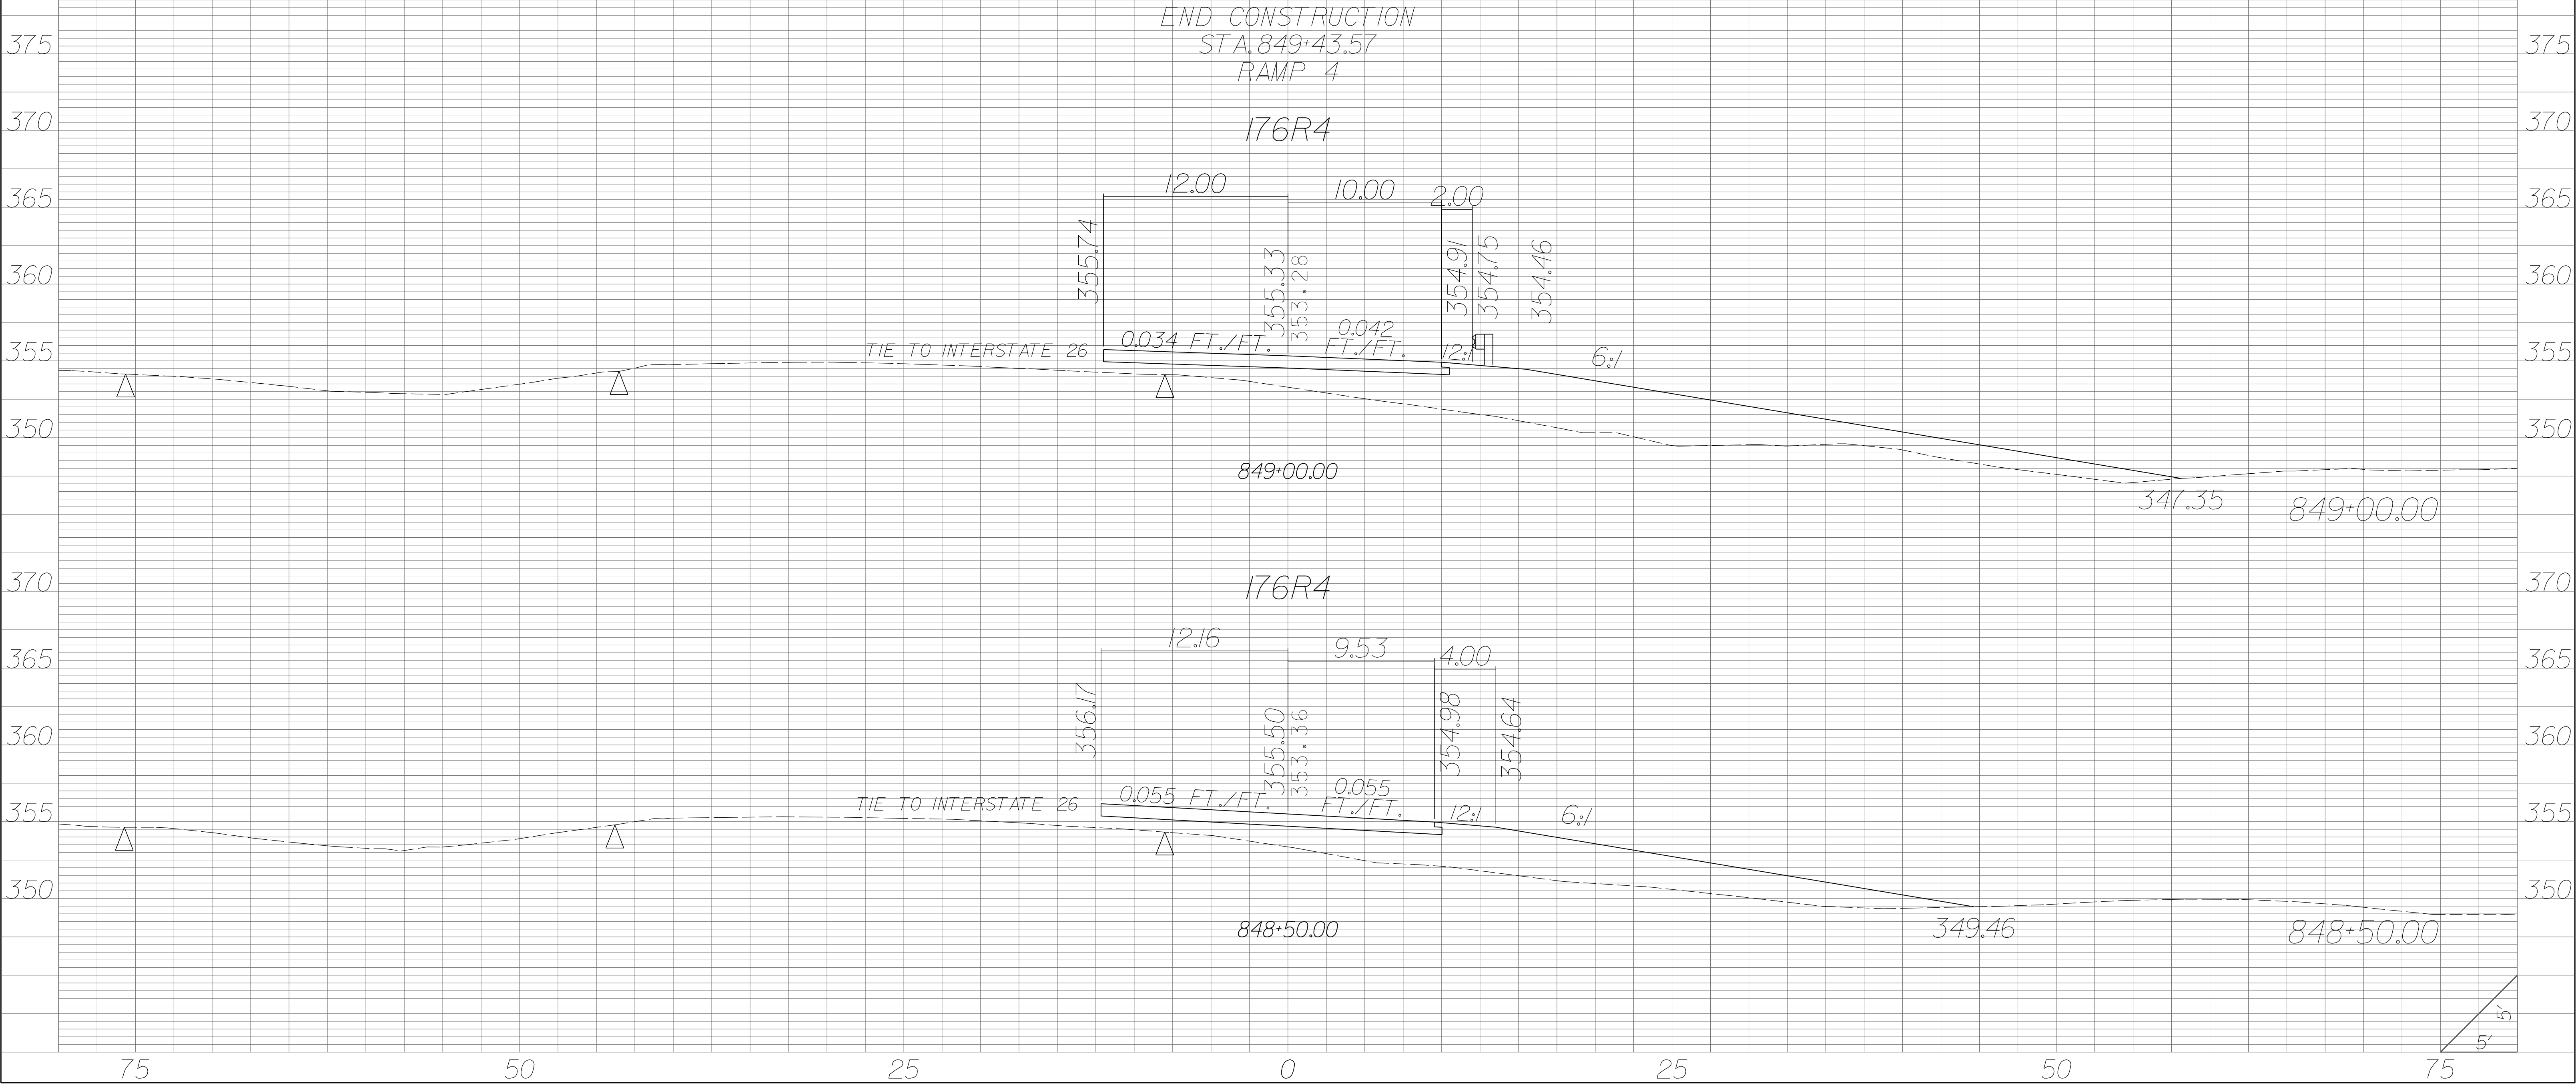 END CONSTRUCTION
STA. 849+43.57
RAMP 4
375 375
370 370
176R4
365 365
12.00 10.00 2.00
355.74 355.33 353.28 354.91 354.75 354.46
360 360
0.034 FT./FT. 0.042
FT./FT.
355 TIE TO INTERSTATE 26 12:1 6:1 355
350 350
849+00.00
347.35 849+00.00
370 370
176R4
365 365
12.16 9.53 4.00
356.17 355.50 353.36 354.98 354.64
360 360
0.055 FT./FT. 0.055
FT./FT.
355 TIE TO INTERSTATE 26 12:1 6:1 355
350 350
848+50.00
349.46 848+50.00
5'
5'
75 50 25 0 25 50 75